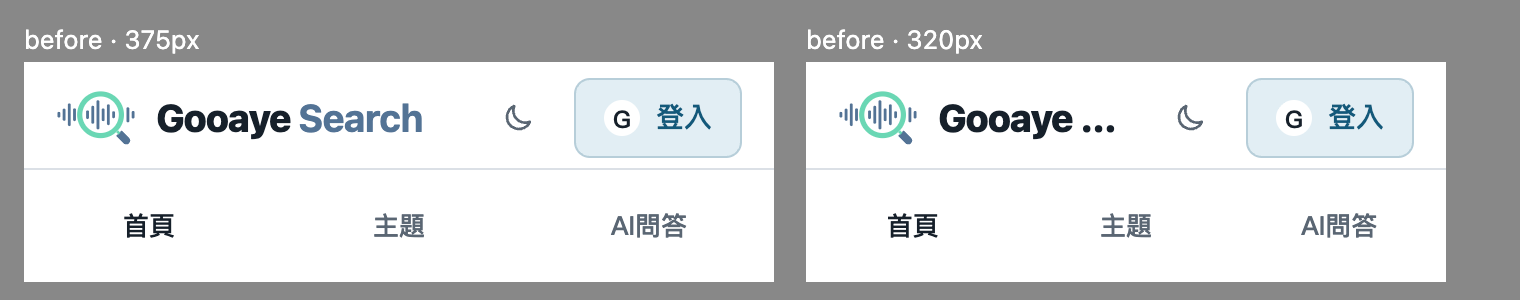 before · 375px
Gooaye Search
G 登入
首頁 主題 AI問答
before · 320px
Gooaye ...
G 登入
首頁 主題 AI問答